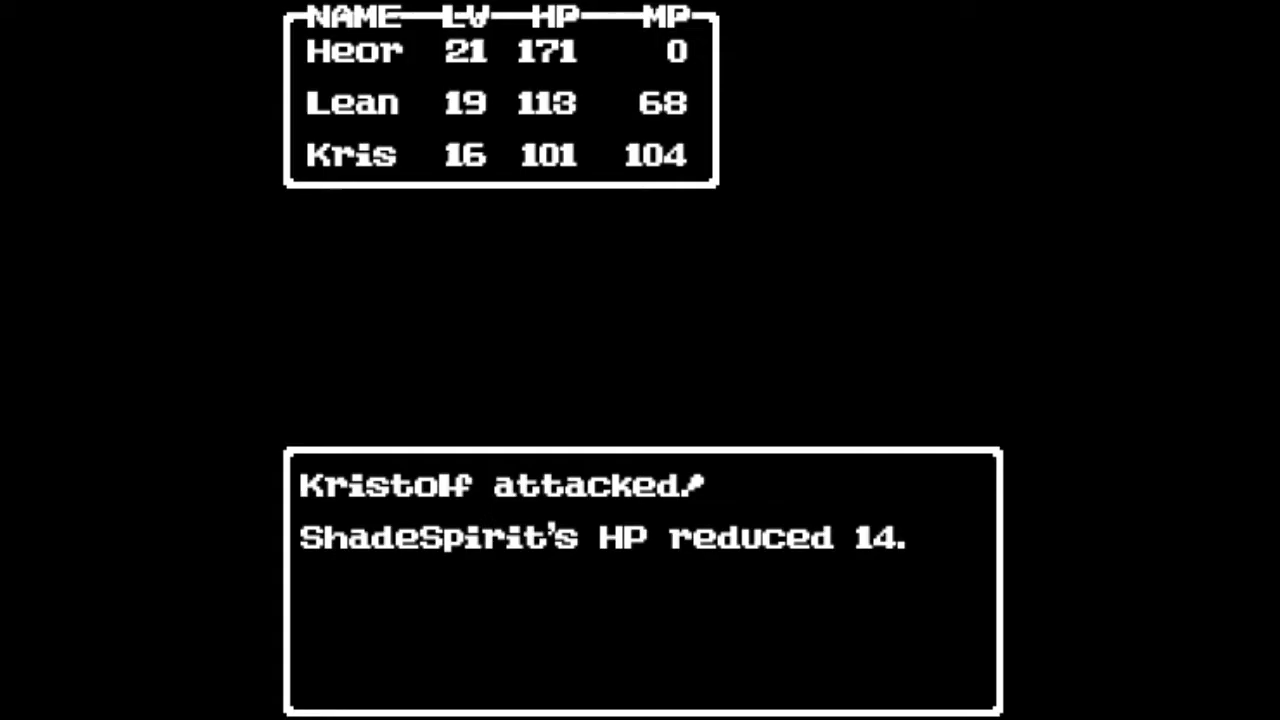 NAME LV HP MP
Heor 21 171 0
Lean 19 113 68
Kris 16 101 104
Kristolf attacked!
ShadeSpirit's HP reduced 14.